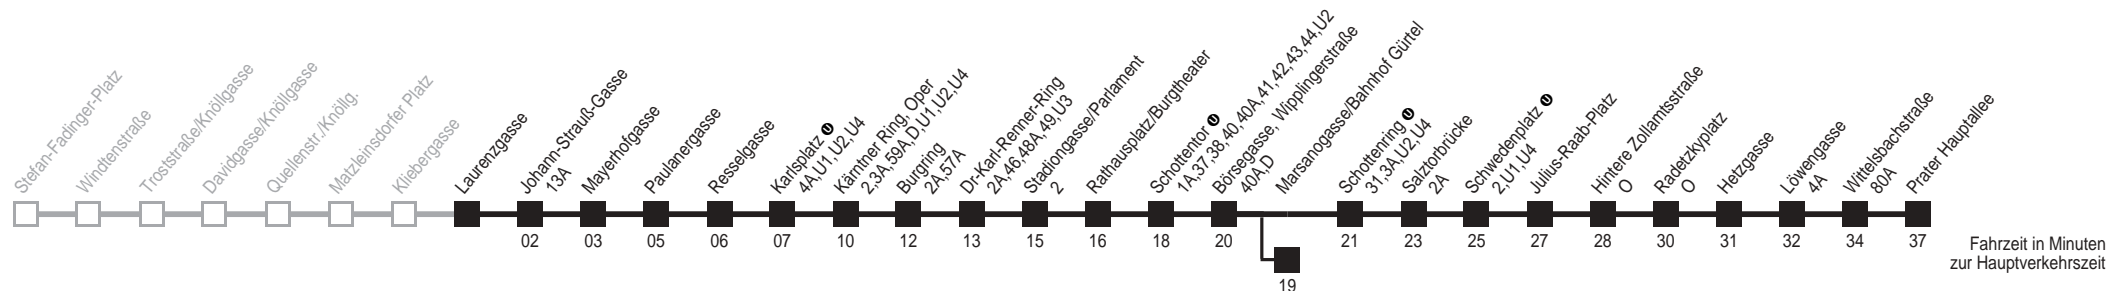 Stefan-Fadinger-Platz
Windtenstraße
Troststraße/Knöllgasse
Davidgasse/Knöllgasse
Quellenstr./Knöllg.
Matzleinsdorfer Platz
Kliebergasse
Laurenzgasse
Johann-Strauß-Gasse
13A
Mayerhofgasse
Paulanergasse
Resselgasse
Karlsplatz U
4A,U1,U2,U4
Kärntner Ring, Oper
2,3A,59A,D,U1,U2,U4
Burgring
2A,57A
Dr-Karl-Renner-Ring
2A,46,48A,49,U3
Stadiongasse/Parlament
2
Rathausplatz/Burgtheater
Schottentor U
1A,37,38,40,40A,41,42,43,44,U2
Börsegasse, Wipplingerstraße
40A,D
Marsanogasse/Bahnhof Gürtel
Schottenring U
31,3A,U2,U4
Salztorbrücke
2A
Schwedenplatz U
2,U1,U4
Julius-Raab-Platz
Hintere Zollamtsstraße
O
Radetzkyplatz
O
Hetzgasse
Löwengasse
4A
Wittelsbachstraße
80A
Prater Hauptallee
02 03 05 06 07 10 12 13 15 16 18 20 21 23 25 27 28 30 31 32 34 37
19
Fahrzeit in Minuten
zur Hauptverkehrszeit